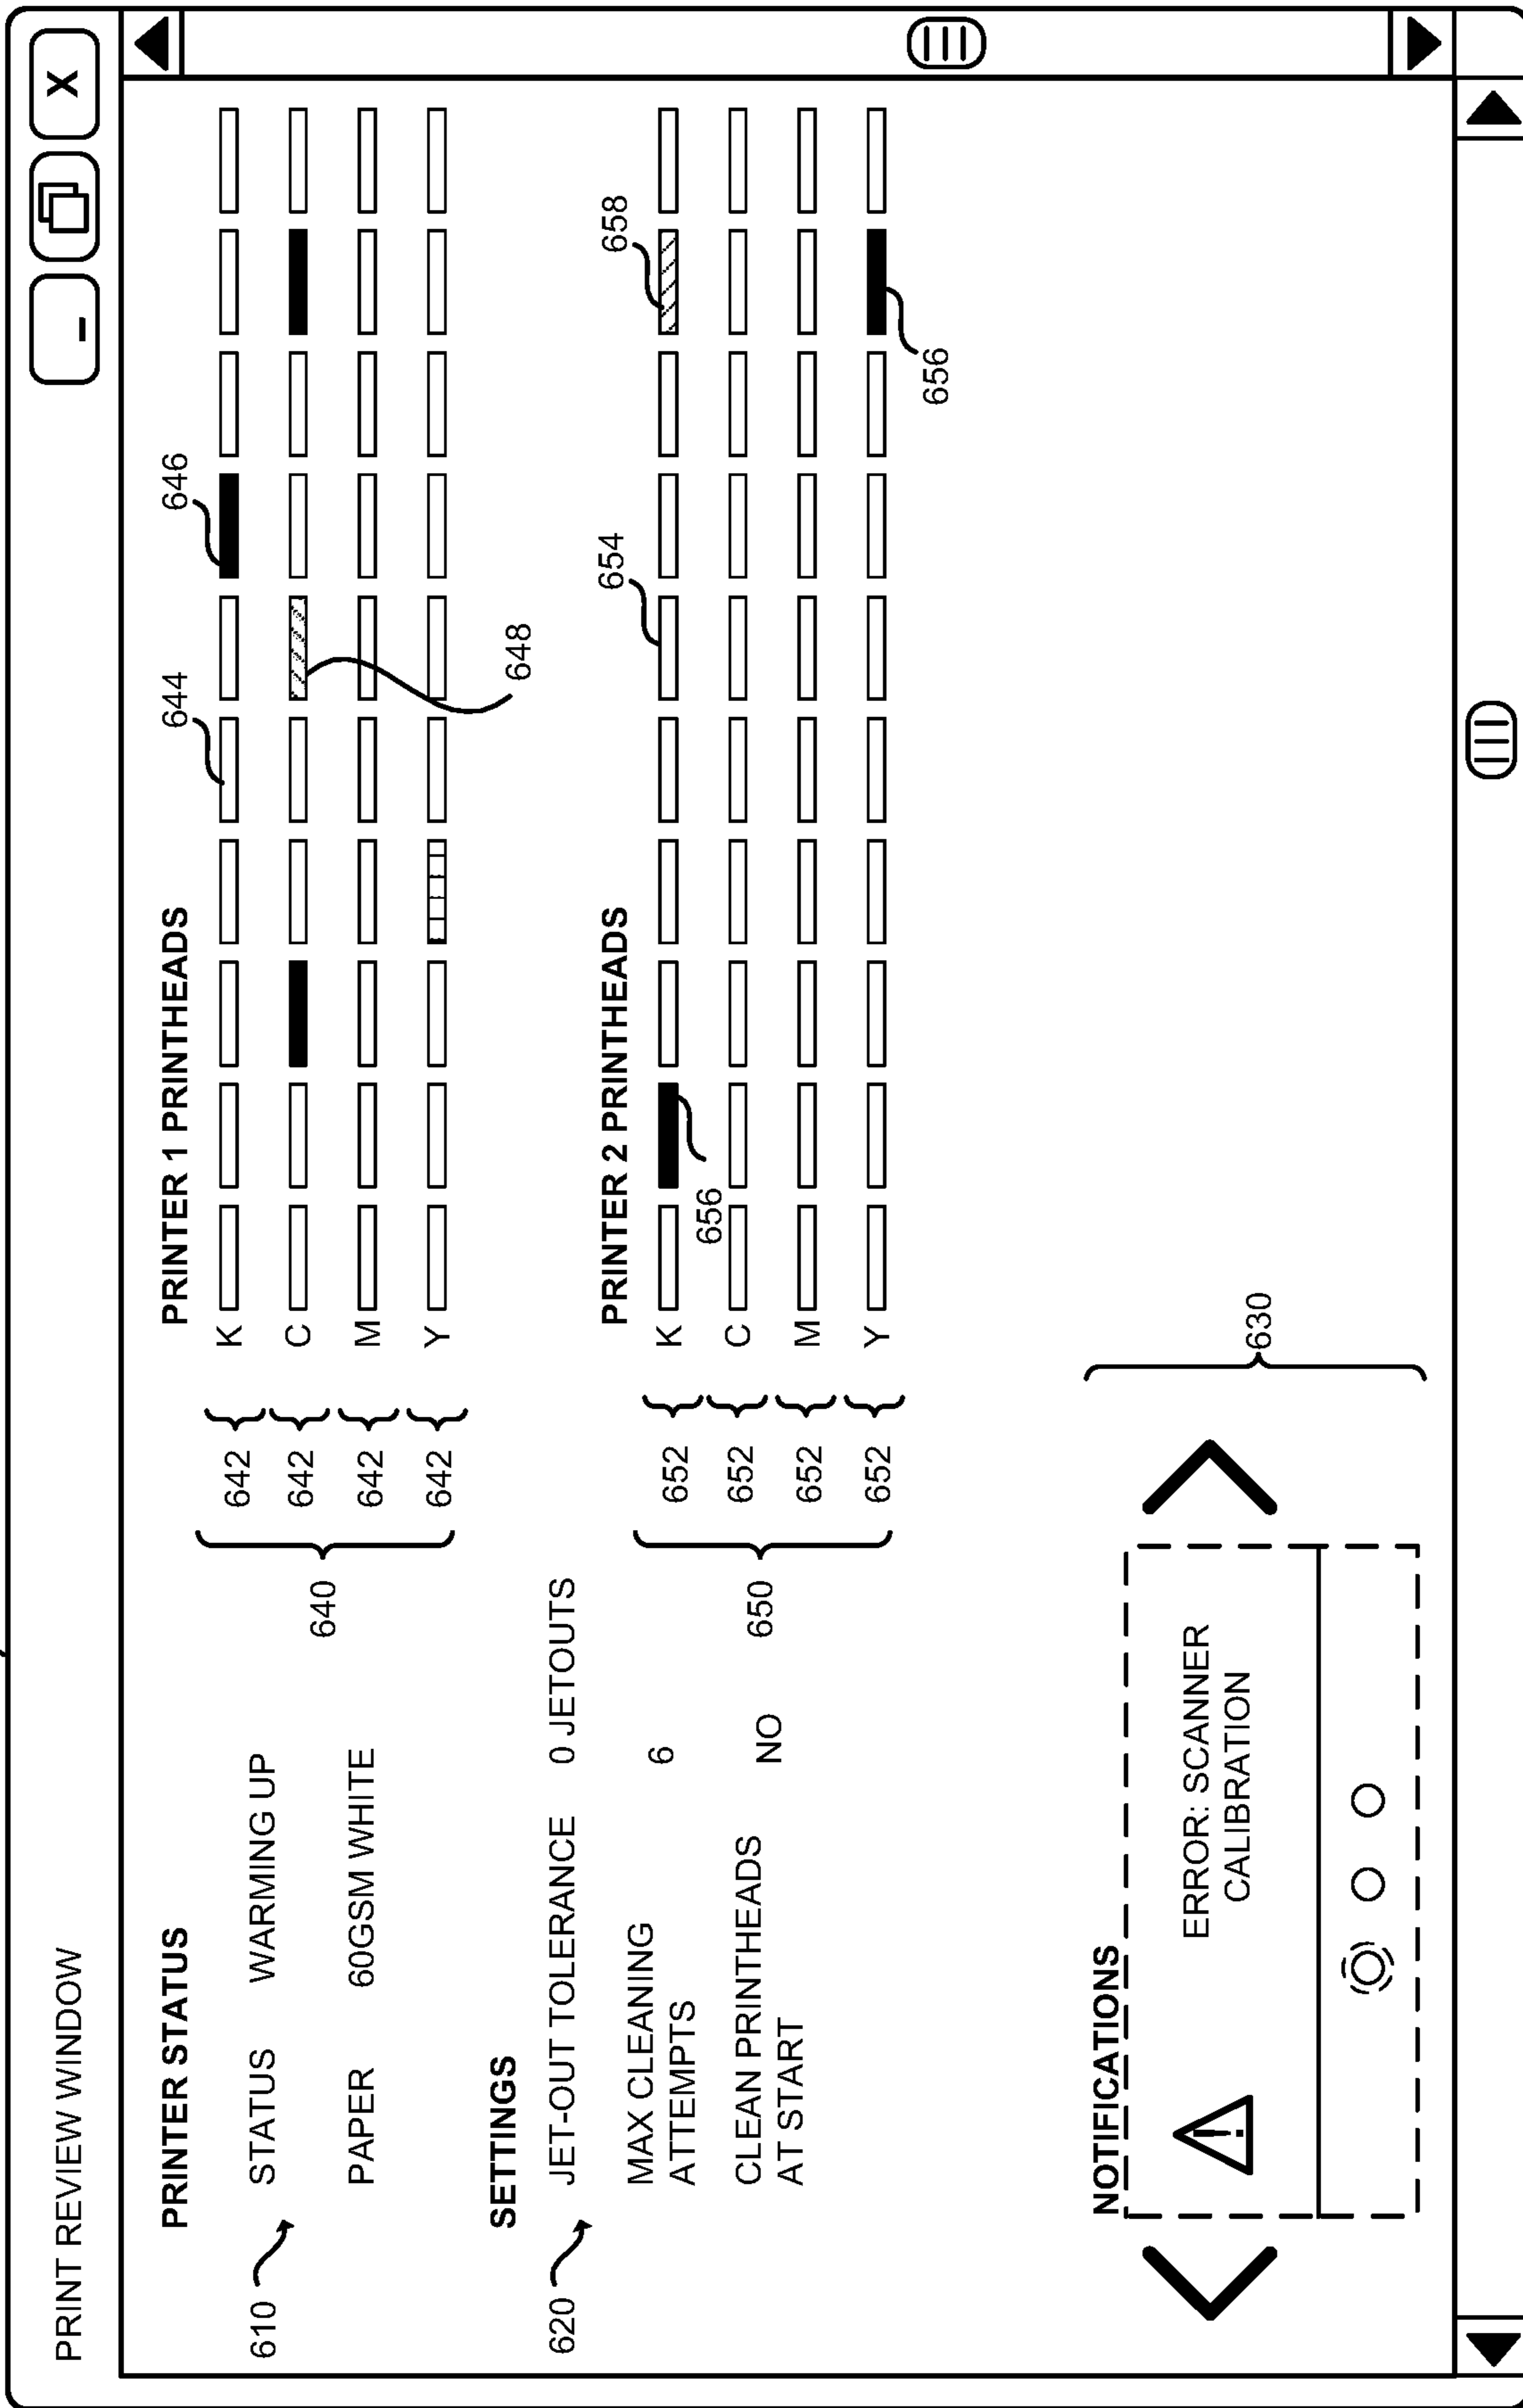 PRINT REVIEW WINDOW
–
X
PRINTER STATUS
610
STATUS WARMING UP
PAPER 60GSM WHITE
SETTINGS
620
JET-OUT TOLERANCE 0 JETOUTS
MAX CLEANING
ATTEMPTS
6
CLEAN PRINTHEADS
AT START
NO
NOTIFICATIONS
!
ERROR: SCANNER
CALIBRATION
630
640
PRINTER 1 PRINTHEADS
642 K
642 C
642 M
642 Y
644
646
648
650
PRINTER 2 PRINTHEADS
652 K
652 C
652 M
652 Y
654
656
658
656